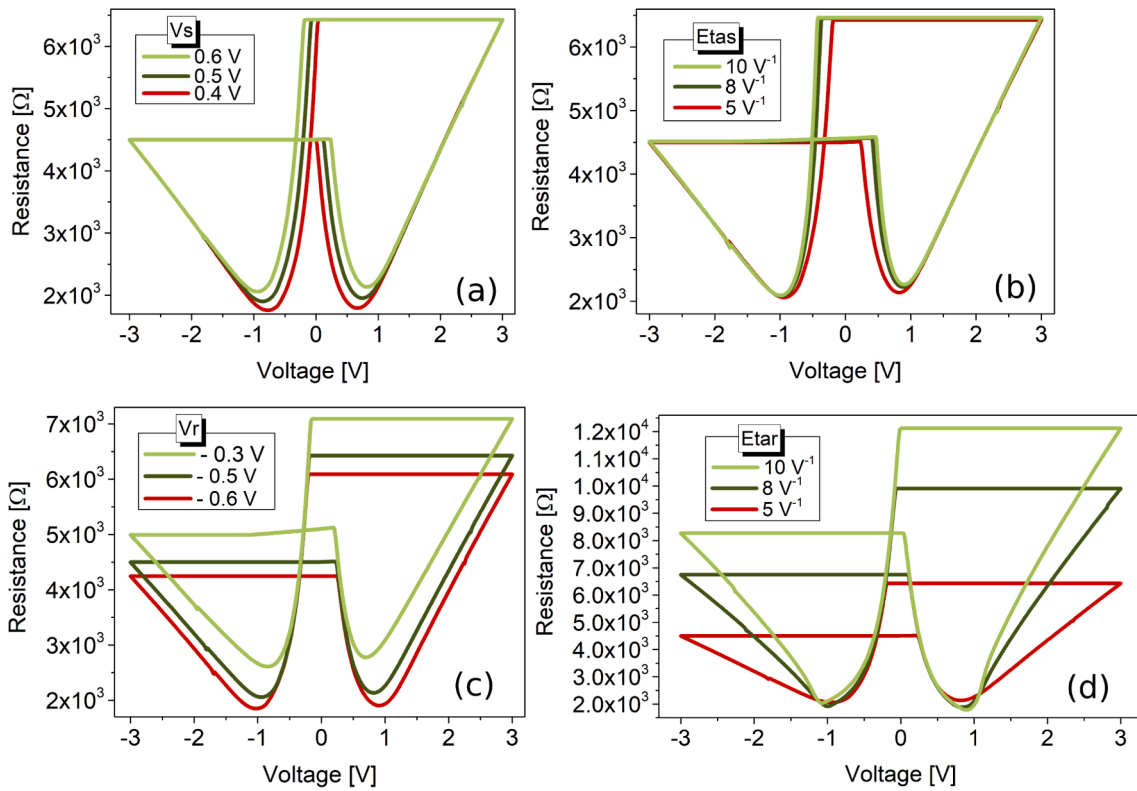 Vs
0.6 V
0.5 V
0.4 V
6x10³
5x10³
4x10³
3x10³
2x10³
Resistance [Ω]
-3 -2 -1 0 1 2 3
Voltage [V]
(a)
Etas
10 V⁻¹
8 V⁻¹
5 V⁻¹
6x10³
5x10³
4x10³
3x10³
2x10³
Resistance [Ω]
-3 -2 -1 0 1 2 3
Voltage [V]
(b)
Vr
- 0.3 V
- 0.5 V
- 0.6 V
7x10³
6x10³
5x10³
4x10³
3x10³
2x10³
Resistance [Ω]
-3 -2 -1 0 1 2 3
Voltage [V]
(c)
Etar
10 V⁻¹
8 V⁻¹
5 V⁻¹
1.2x10⁴
1.0x10⁴
9.0x10³
8.0x10³
7.0x10³
6.0x10³
5.0x10³
4.0x10³
3.0x10³
2.0x10³
Resistance [Ω]
-3 -2 -1 0 1 2 3
Voltage [V]
(d)